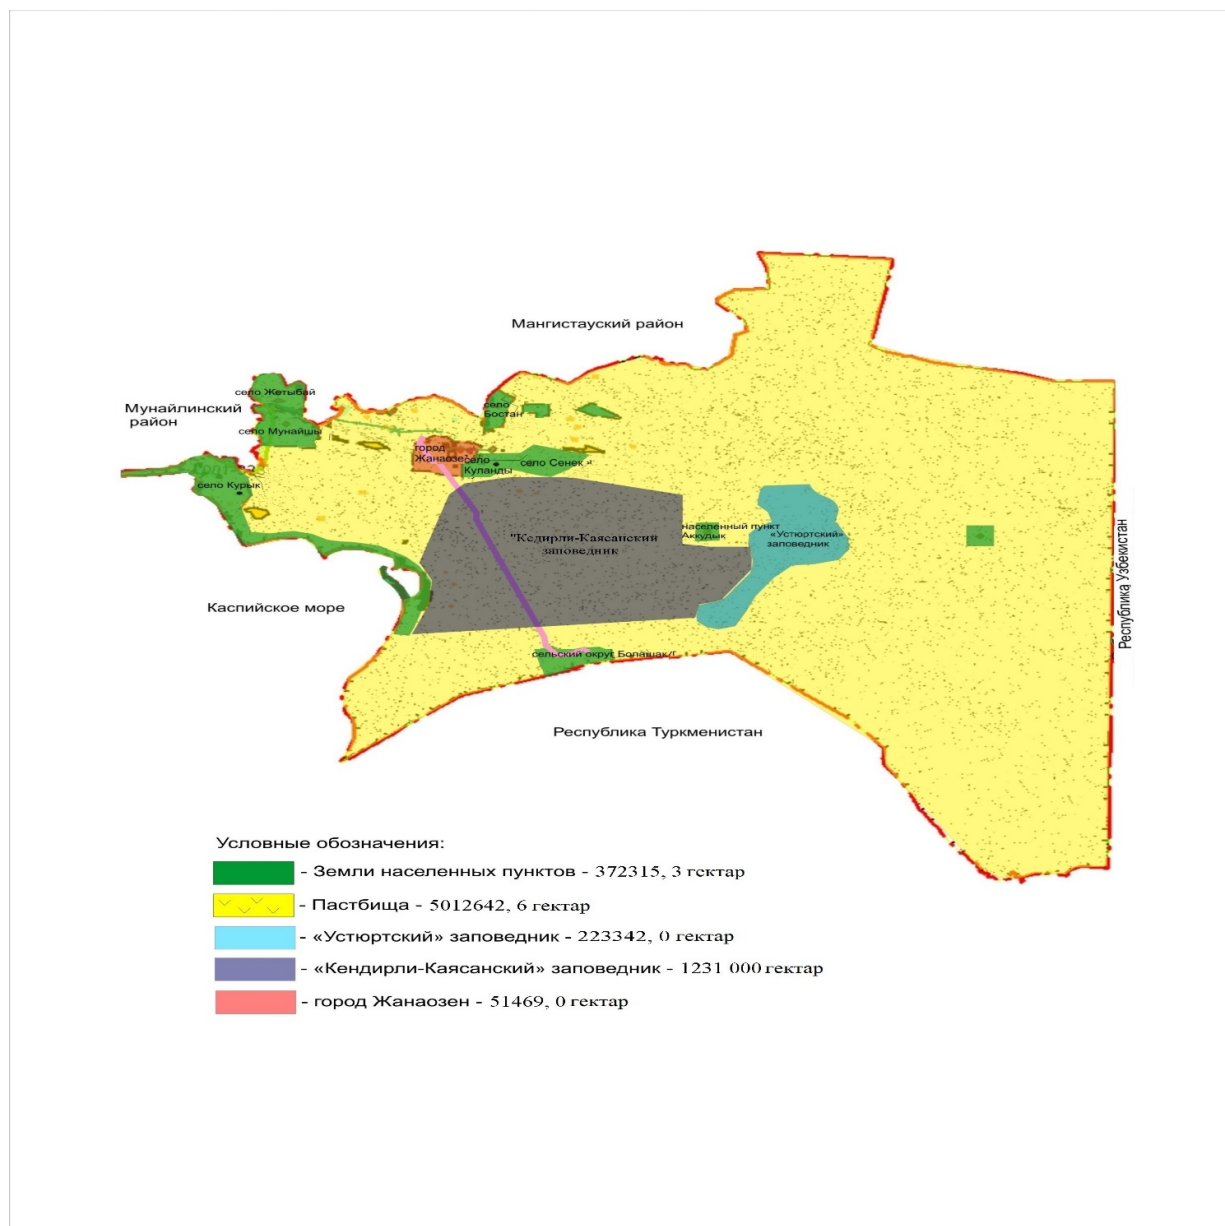 Мангистауский район
село Жетыбай
Мунайлинский
район
село
Бостан
село Мунайшы
город
Жанаозен
село
Куланды
село Сенек
село Курык
населенный пункт
Аккудык
"Кедирли-Каясанский
заповедник
«Устюртский»
заповедник
Республика Узбекистан
Каспийское море
сельский округ Болашак
Республика Туркменистан
Условные обозначения:
- Земли населенных пунктов - 372315, 3 гектар
- Пастбища - 5012642, 6 гектар
- «Устюртский» заповедник - 223342, 0 гектар
- «Кендирли-Каясанский» заповедник - 1231 000 гектар
- город Жанаозен - 51469, 0 гектар